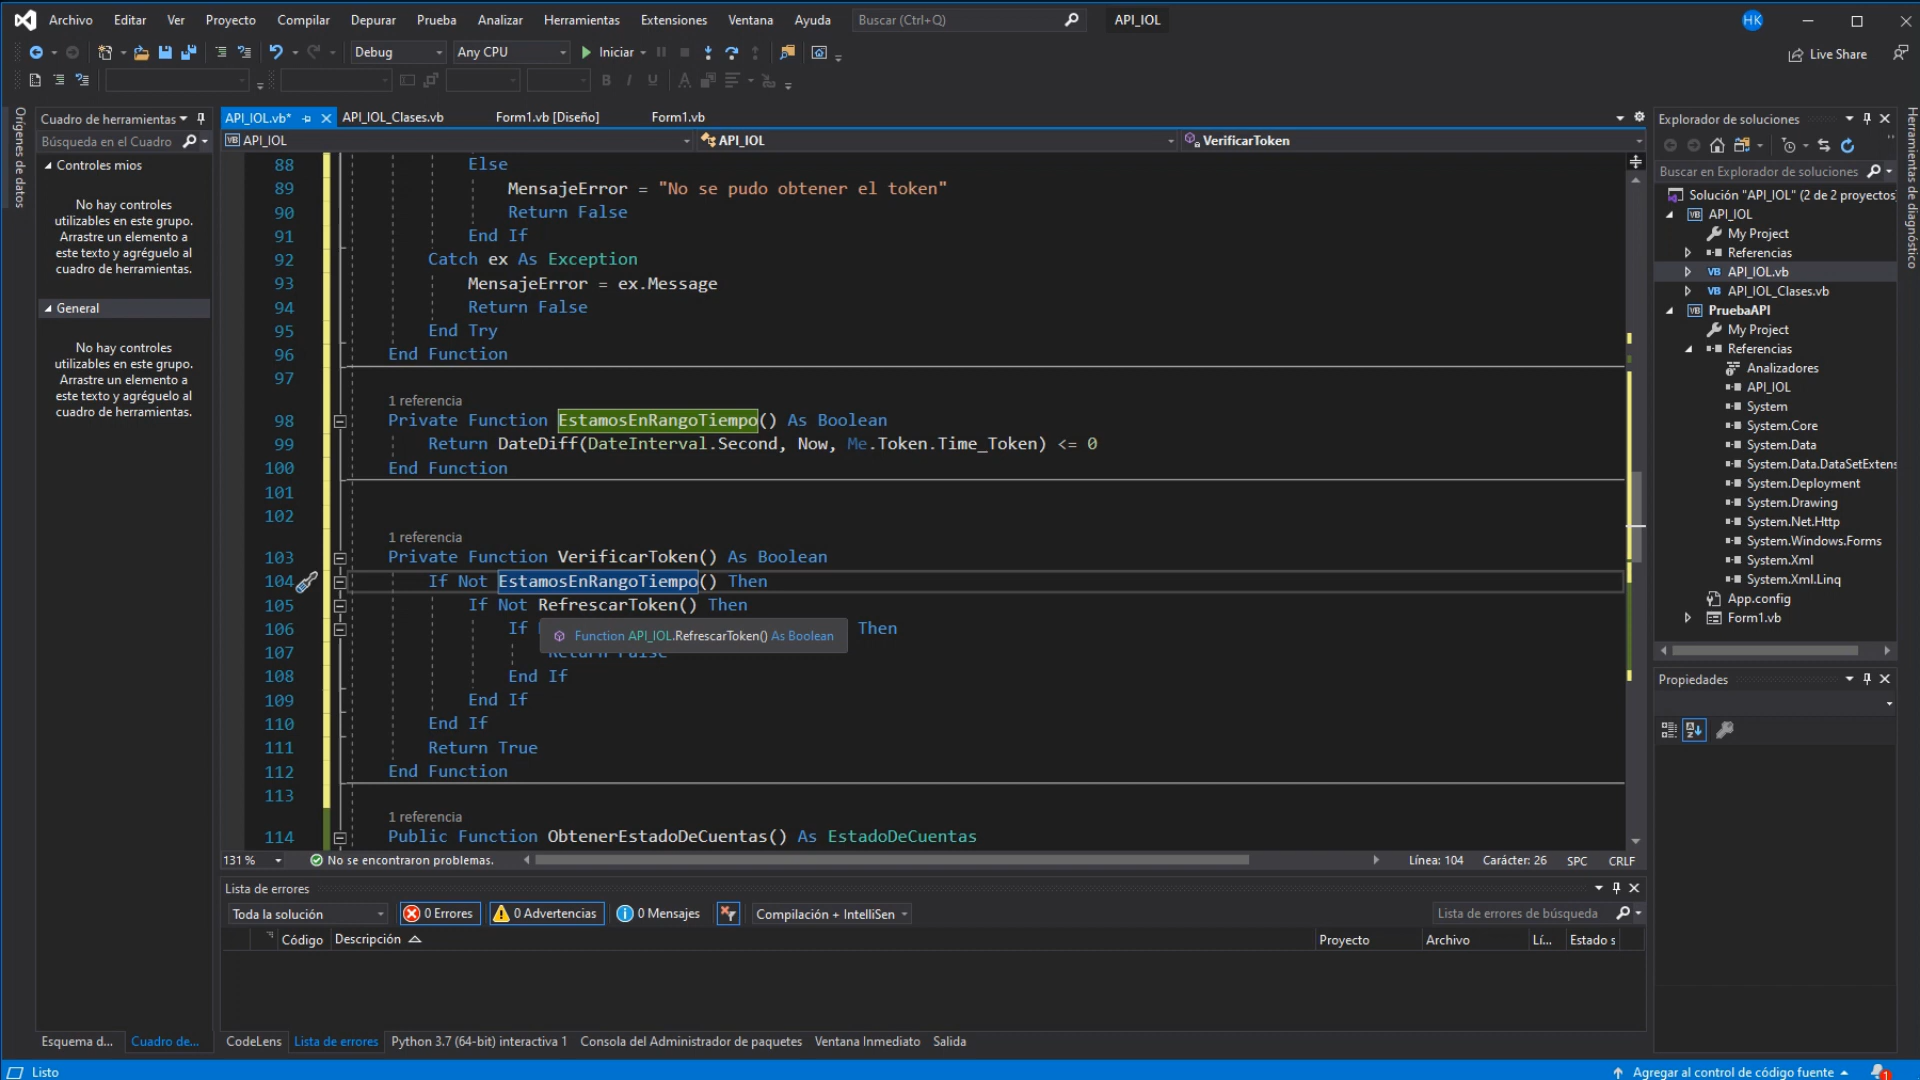 Archivo Editar Ver Proyecto Compilar Depurar Prueba Analizar Herramientas Extensiones Ventana Ayuda Buscar (Ctrl+Q) API_IOL HK
Debug Any CPU Iniciar Live Share
Orígenes de datos
Cuadro de herramientas
Búsqueda en el Cuadro
Controles mios
No hay controles
utilizables en este grupo.
Arrastre un elemento a
este texto y agréguelo al
cuadro de herramientas.
General
No hay controles
utilizables en este grupo.
Arrastre un elemento a
este texto y agréguelo al
cuadro de herramientas.
Esquema d... Cuadro de...
API_IOL.vb* API_IOL_Clases.vb Form1.vb [Diseño] Form1.vb
API_IOL API_IOL VerificarToken
88 Else
89 MensajeError = "No se pudo obtener el token"
90 Return False
91 End If
92 Catch ex As Exception
93 MensajeError = ex.Message
94 Return False
95 End Try
96 End Function
97
1 referencia
98 Private Function EstamosEnRangoTiempo() As Boolean
99 Return DateDiff(DateInterval.Second, Now, Me.Token.Time_Token) <= 0
100 End Function
101
102
1 referencia
103 Private Function VerificarToken() As Boolean
104 If Not EstamosEnRangoTiempo() Then
105 If Not RefrescarToken() Then
106 If Then
Function API_IOL.RefrescarToken() As Boolean
107 Return False
108 End If
109 End If
110 End If
111 Return True
112 End Function
113
1 referencia
114 Public Function ObtenerEstadoDeCuentas() As EstadoDeCuentas
131 % No se encontraron problemas. Línea: 104 Carácter: 26 SPC CRLF
Lista de errores
Toda la solución 0 Errores 0 Advertencias 0 Mensajes Compilación + IntelliSen Lista de errores de búsqueda
Código Descripción Proyecto Archivo Lí... Estado s
CodeLens Lista de errores Python 3.7 (64-bit) interactiva 1 Consola del Administrador de paquetes Ventana Inmediato Salida
Explorador de soluciones
Buscar en Explorador de soluciones
Solución "API_IOL" (2 de 2 proyectos
API_IOL
My Project
Referencias
API_IOL.vb
API_IOL_Clases.vb
PruebaAPI
My Project
Referencias
Analizadores
API_IOL
System
System.Core
System.Data
System.Data.DataSetExtens
System.Deployment
System.Drawing
System.Net.Http
System.Windows.Forms
System.Xml
System.Xml.Linq
App.config
Form1.vb
Propiedades
Herramientas de diagnóstico
Listo Agregar al control de código fuente 1